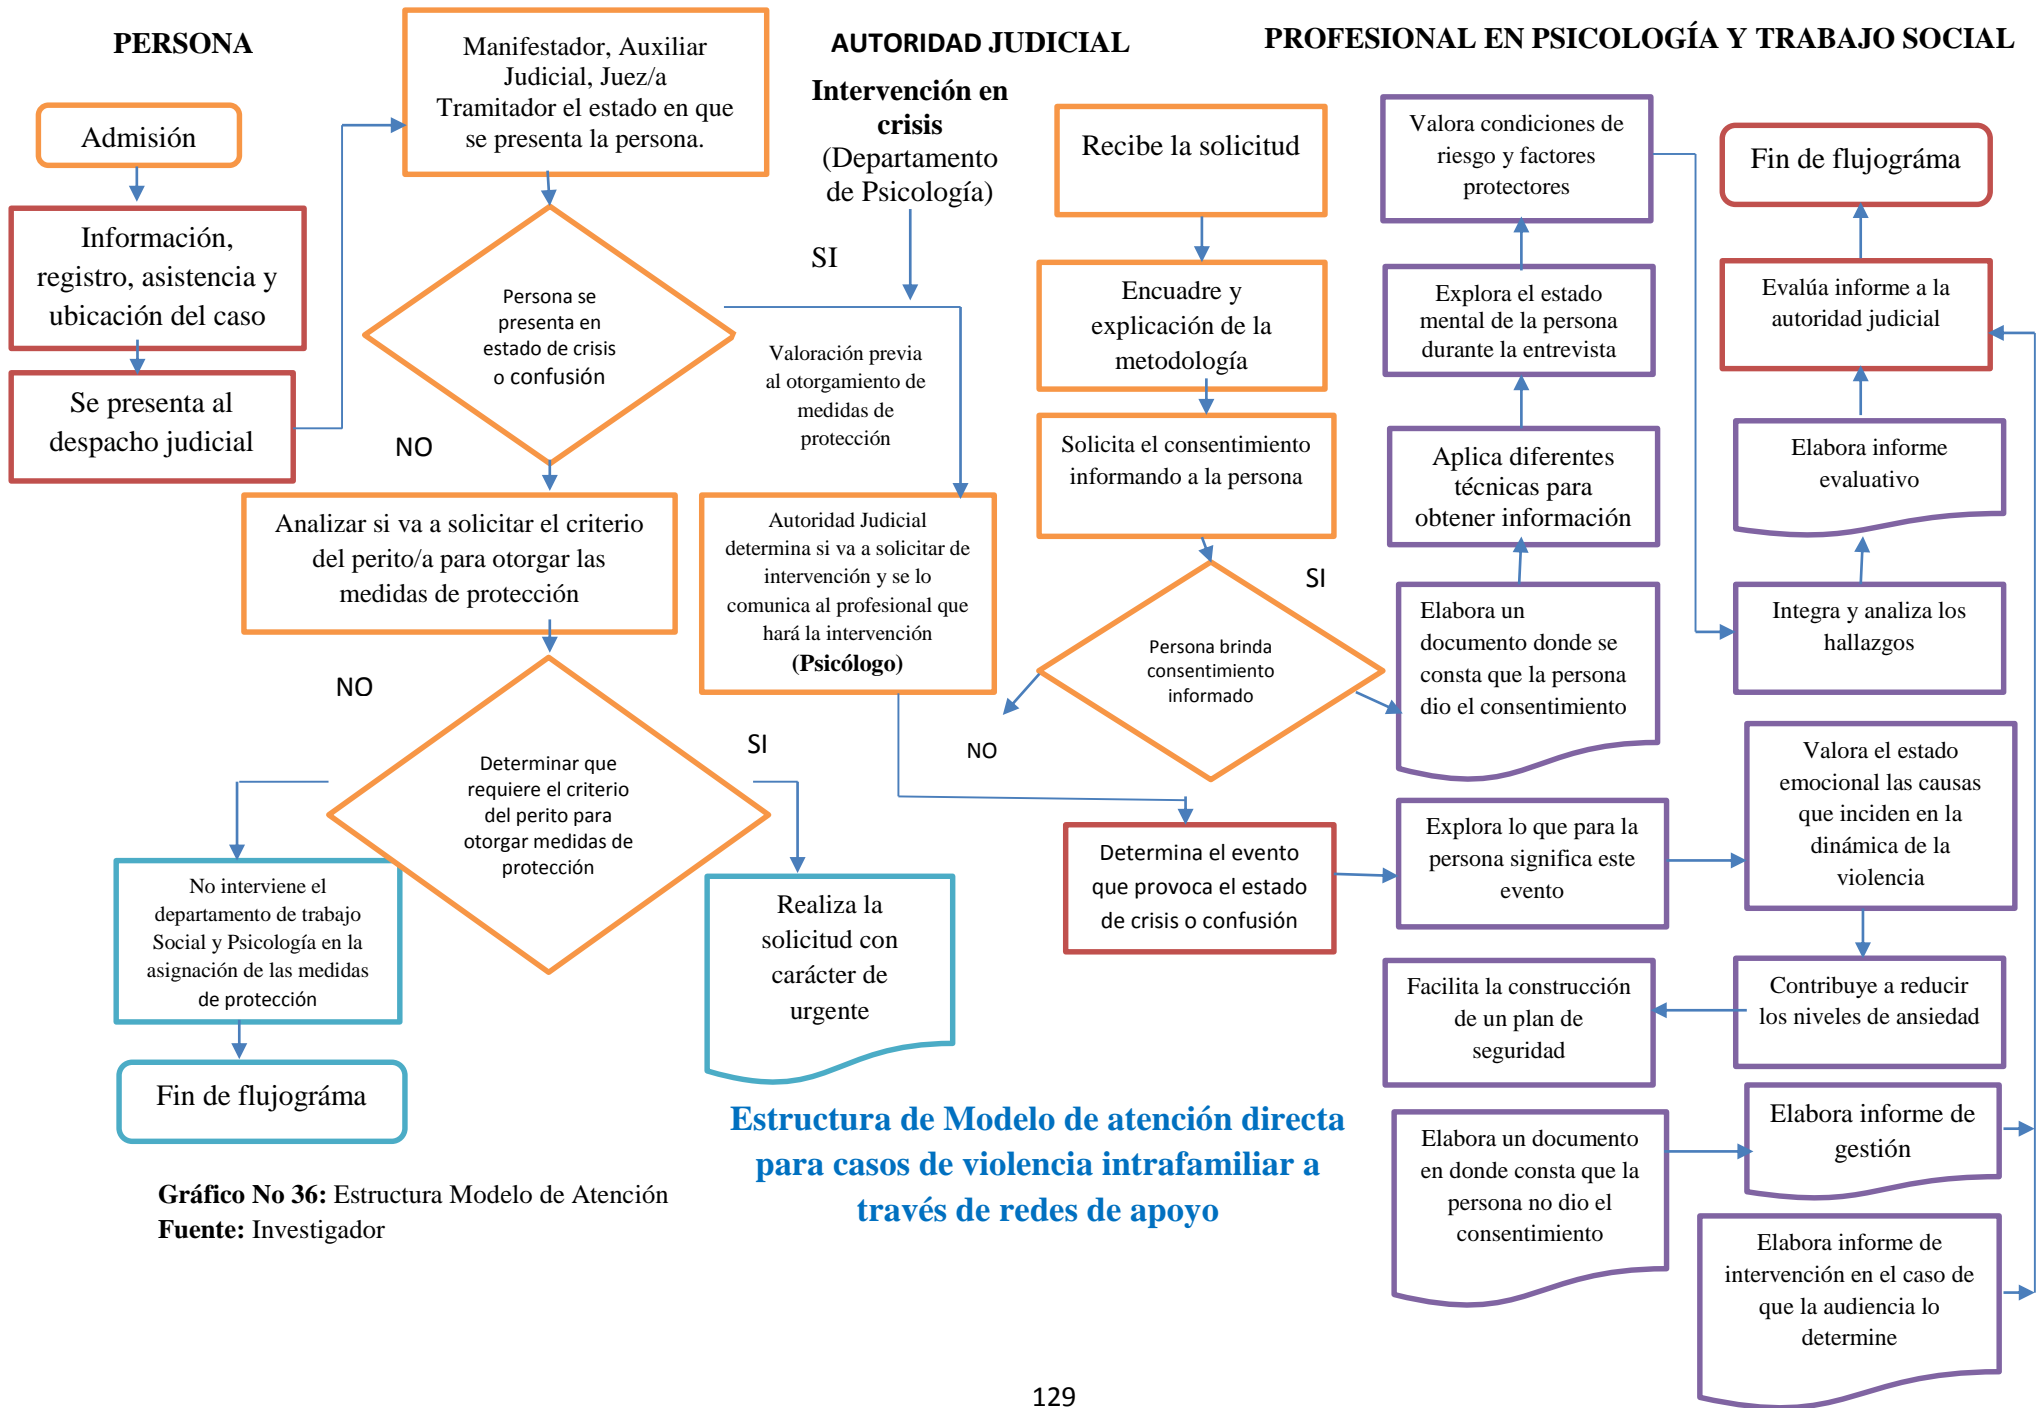 PERSONA
AUTORIDAD JUDICIAL
PROFESIONAL EN PSICOLOGÍA Y TRABAJO SOCIAL
Admisión
Información,
registro, asistencia y
ubicación del caso
Se presenta al
despacho judicial
Manifestador, Auxiliar
Judicial, Juez/a
Tramitador el estado en que
se presenta la persona.
Persona se
presenta en
estado de crisis
o confusión
NO
SI
Intervención en
crisis
(Departamento
de Psicología)
Valoración previa
al otorgamiento de
medidas de
protección
Analizar si va a solicitar el criterio
del perito/a para otorgar las
medidas de protección
Autoridad Judicial
determina si va a solicitar de
intervención y se lo
comunica al profesional que
hará la intervención
(Psicólogo)
NO
SI
Determinar que
requiere el criterio
del perito para
otorgar medidas de
protección
No interviene el
departamento de trabajo
Social y Psicología en la
asignación de las medidas
de protección
Fin de flujográma
Realiza la
solicitud con
carácter de
urgente
Recibe la solicitud
Encuadre y
explicación de la
metodología
Solicita el consentimiento
informando a la persona
SI
Persona brinda
consentimiento
informado
NO
Determina el evento
que provoca el estado
de crisis o confusión
Valora condiciones de
riesgo y factores
protectores
Explora el estado
mental de la persona
durante la entrevista
Aplica diferentes
técnicas para
obtener información
Elabora un
documento donde se
consta que la persona
dio el consentimiento
Explora lo que para la
persona significa este
evento
Facilita la construcción
de un plan de
seguridad
Elabora un documento
en donde consta que la
persona no dio el
consentimiento
Fin de flujográma
Evalúa informe a la
autoridad judicial
Elabora informe
evaluativo
Integra y analiza los
hallazgos
Valora el estado
emocional las causas
que inciden en la
dinámica de la
violencia
Contribuye a reducir
los niveles de ansiedad
Elabora informe de
gestión
Elabora informe de
intervención en el caso de
que la audiencia lo
determine
Estructura de Modelo de atención directa
para casos de violencia intrafamiliar a
través de redes de apoyo
Gráfico No 36: Estructura Modelo de Atención
Fuente: Investigador
129